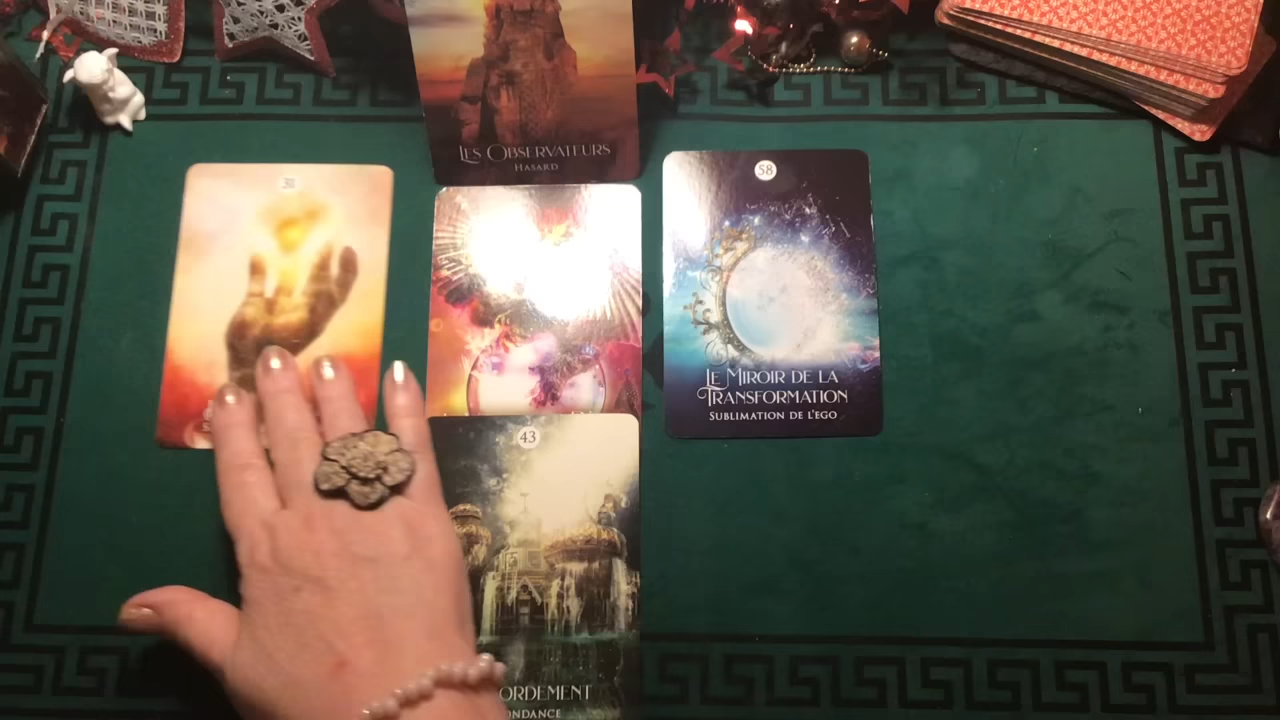 Les Observateurs
Hasard
58
Le Miroir de la
Transformation
Sublimation de l'ego
43
ordement
ondance